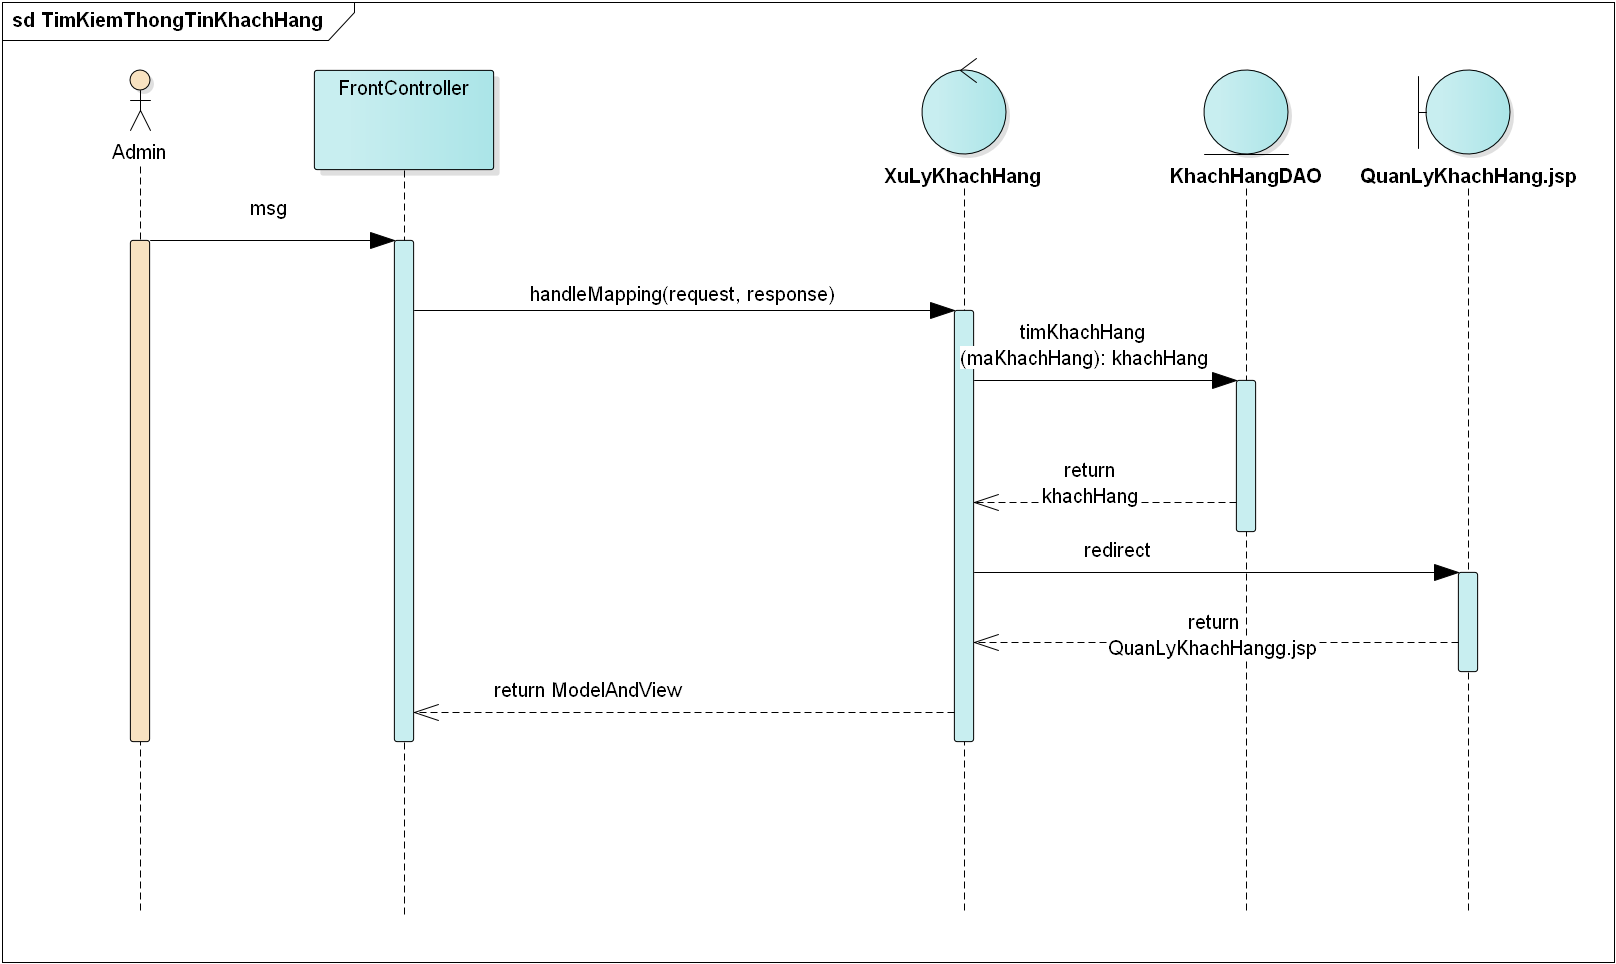 sd TimKiemThongTinKhachHang
Admin
FrontController
XuLyKhachHang
KhachHangDAO
QuanLyKhachHang.jsp
msg
handleMapping(request, response)
timKhachHang
(maKhachHang): khachHang
return
khachHang
redirect
return
QuanLyKhachHangg.jsp
return ModelAndView